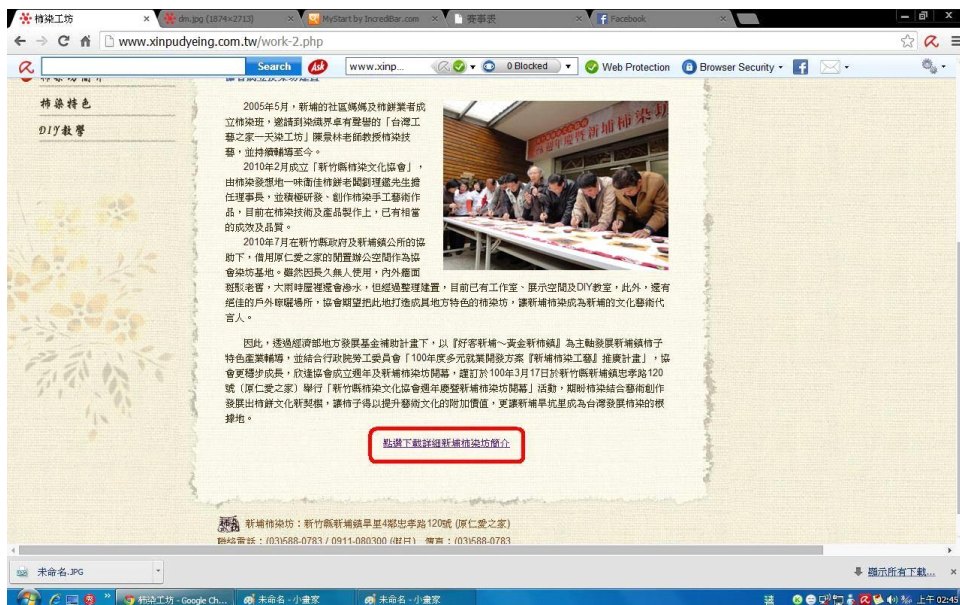 柿染工坊
dm.jpg (1874×2713)
MyStart by IncrediBar.com
賽事表
Facebook
www.xinpudyeing.com.tw/work-2.php
Search
Ask
www.xinp...
0 Blocked
Web Protection
Browser Security
柿染特色
DIY教學
2005年5月，新埔的社區媽媽及柿餅業者成
立柿染班，邀請到染織界卓有聲譽的「台灣工
藝之家－天染工坊」陳景林老師教授柿染技
藝，並持續輔導至今。
2010年2月成立「新竹縣柿染文化協會」，
由柿染發想地一味衛佳柿餅老闆劉理鑑先生擔
任理事長，並積極研發、創作柿染手工藝術作
品，目前在柿染技術及產品製作上，已有相當
的成效及品質。
2010年7月在新竹縣政府及新埔鎮公所的協
助下，借用原仁愛之家的閒置辦公空間作為協
會染坊基地。雖然因長久無人使用，內外牆面
斑駁老舊，大雨時屋裡還會滲水，但經過整理建置，目前已有工作室、展示空間及DIY教室，此外，還有
絕佳的戶外晾曬場所，協會期望把此地打造成具地方特色的柿染坊，讓新埔柿染成為新埔的文化藝術代
言人。
因此，透過經濟部地方發展基金補助計畫下，以『好客新埔～黃金新柿鎮』為主軸發展新埔鎮柿子
特色產業輔導，並結合行政院勞工委員會「100年度多元就業開發方案『新埔柿染工藝』推廣計畫」，協
會更穩步成長，欣逢協會成立週年及新埔柿染坊開幕，謹訂於100年3月17日於新竹縣新埔鎮忠孝路120
號（原仁愛之家）舉行「新竹縣柿染文化協會週年慶暨新埔柿染坊開幕」活動，期盼柿染結合藝術創作
發展出柿餅文化新契機，讓柿子得以提升藝術文化的附加價值，更讓新埔旱坑里成為台灣發展柿染的根
據地。
週年慶暨新埔柿染坊
點選下載詳細新埔柿染坊簡介
新埔柿染坊：新竹縣新埔鎮旱里4鄰忠孝路120號 (原仁愛之家)
聯絡電話：(03)588-0783 / 0911-080300 (假日) 傳真：(03)588-0783
未命名.JPG
顯示所有下載...
柿染工坊 - Google Ch...
未命名 - 小畫家
未命名 - 小畫家
上午 02:45